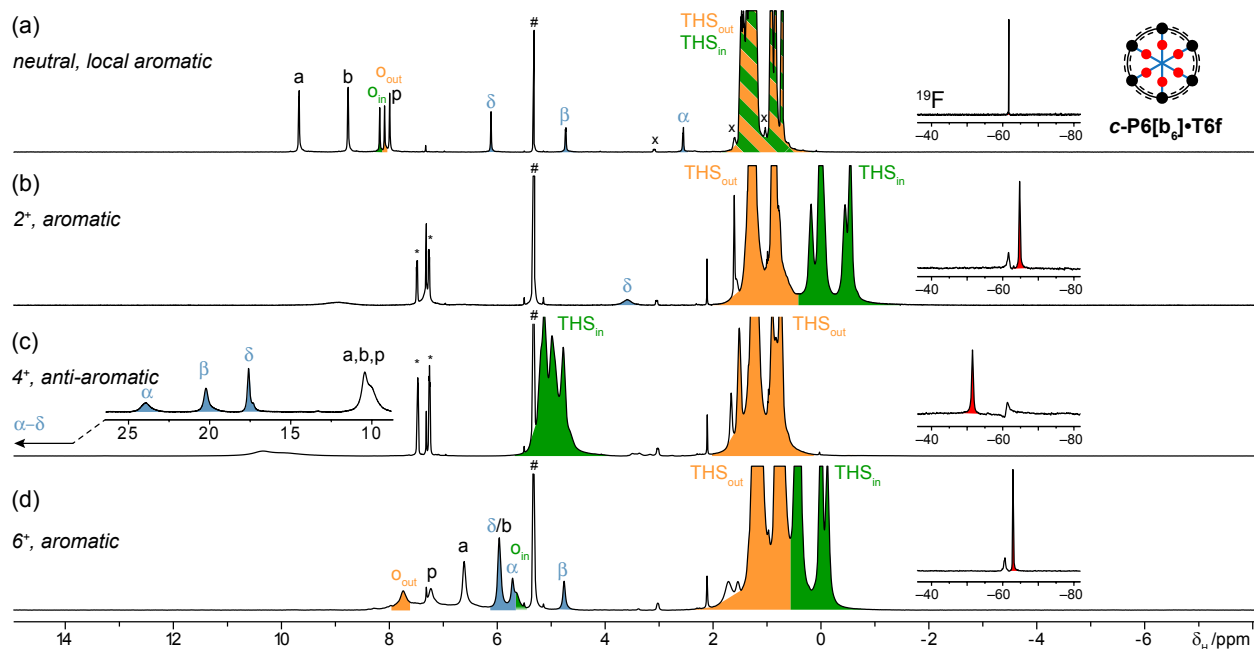 (a)
neutral, local aromatic
a
b
o_in
o_out
p
δ
#
β
x
α
x
x
THS_out
THS_in
¹⁹F
−40 −60 −80
c-P6[b₆]•T6f
(b)
2⁺, aromatic
*
*
#
δ
THS_out
THS_in
−40 −60 −80
(c)
4⁺, anti-aromatic
α
β
δ
a,b,p
25 20 15 10
α–δ
*
*
#
THS_in
THS_out
−40 −60 −80
(d)
6⁺, aromatic
o_out
p
a
δ/b
α
o_in
#
β
THS_out
THS_in
−40 −60 −80
14 12 10 8 6 4 2 0 -2 -4 -6 δ_H /ppm